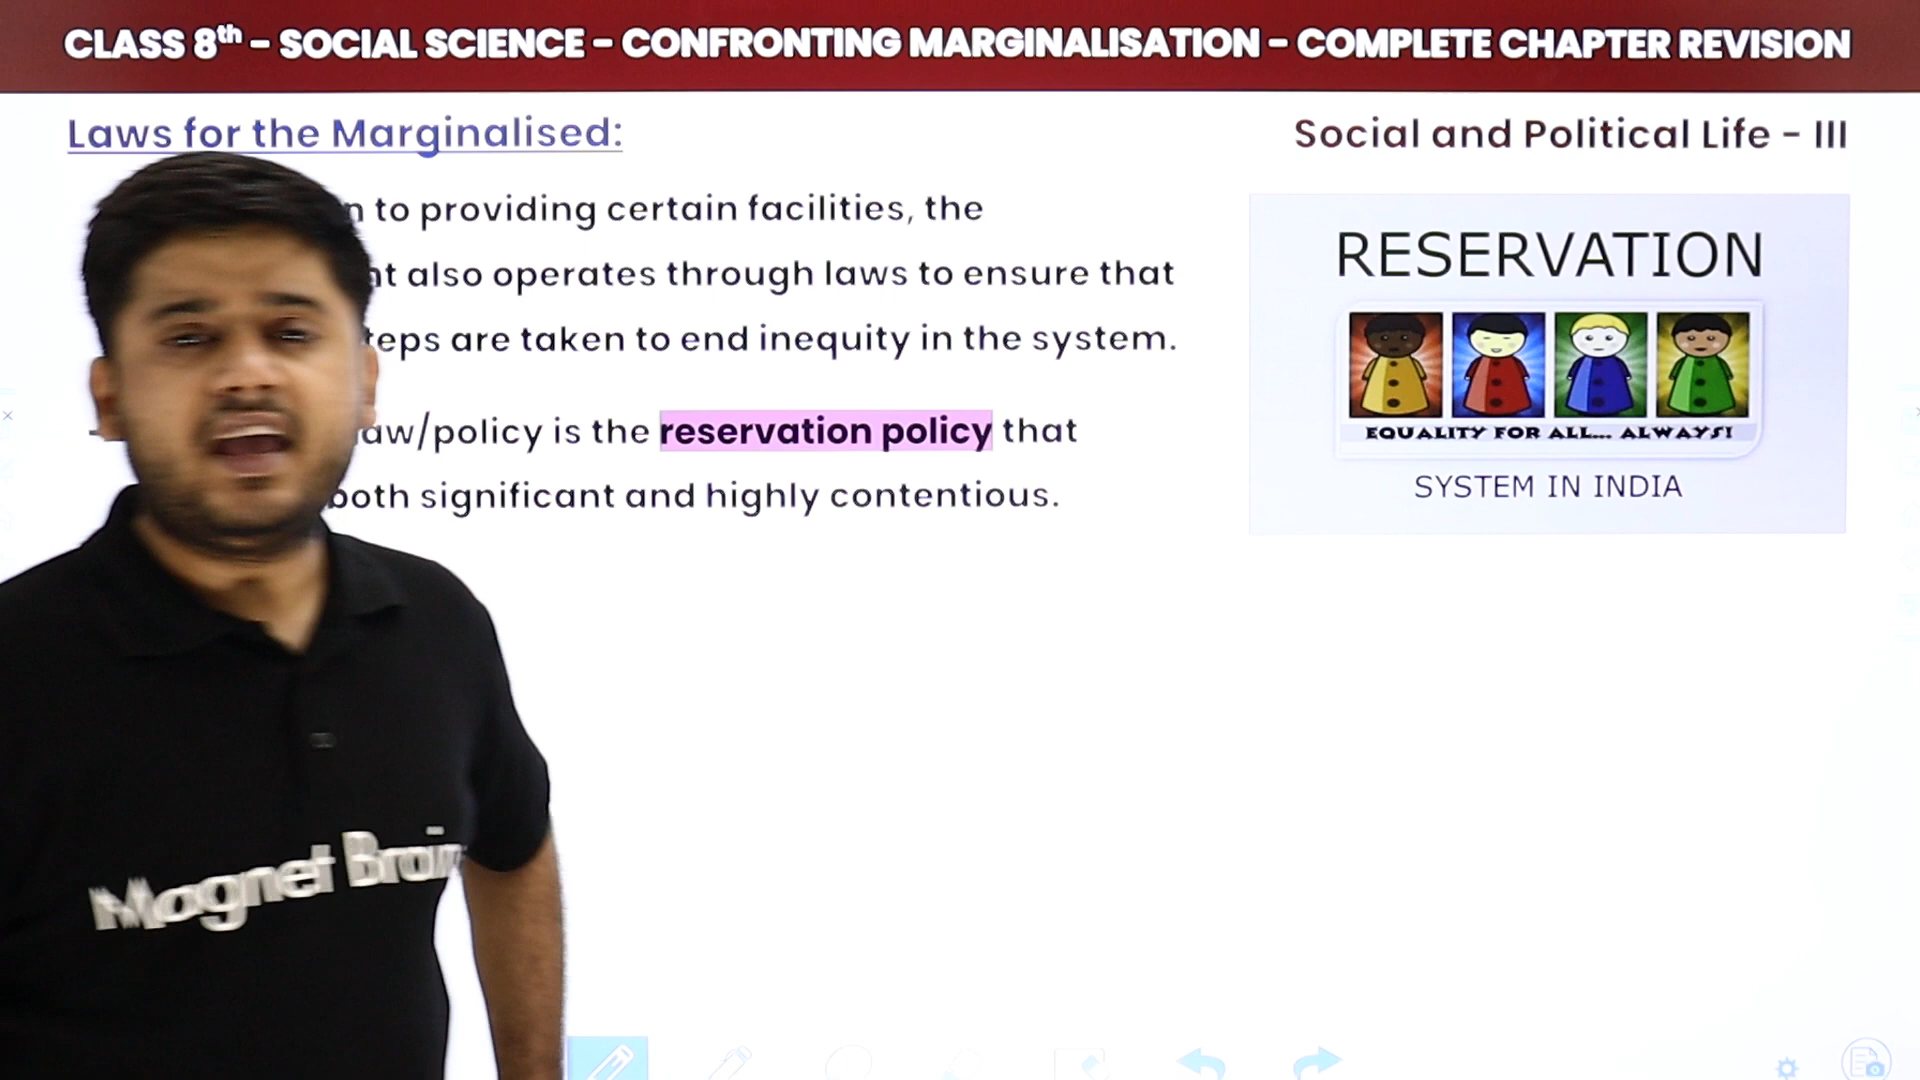 CLASS 8th - SOCIAL SCIENCE - CONFRONTING MARGINALISATION - COMPLETE CHAPTER REVISION
Laws for the Marginalised:
Social and Political Life - III
to providing certain facilities, the
also operates through laws to ensure that
are taken to end inequity in the system.
/policy is the reservation policy that
significant and highly contentious.
RESERVATION
EQUALITY FOR ALL... ALWAYS!
SYSTEM IN INDIA
Magnet Brain